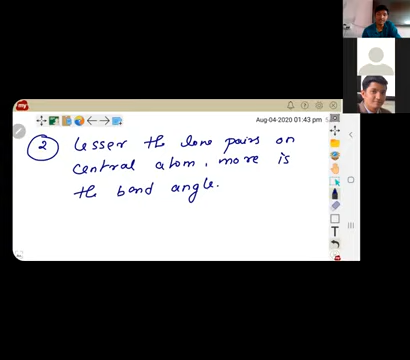 Aug-04-2020 01:43 pm
2 Lesser the lone pairs on
central atom, more is
the bond angle.